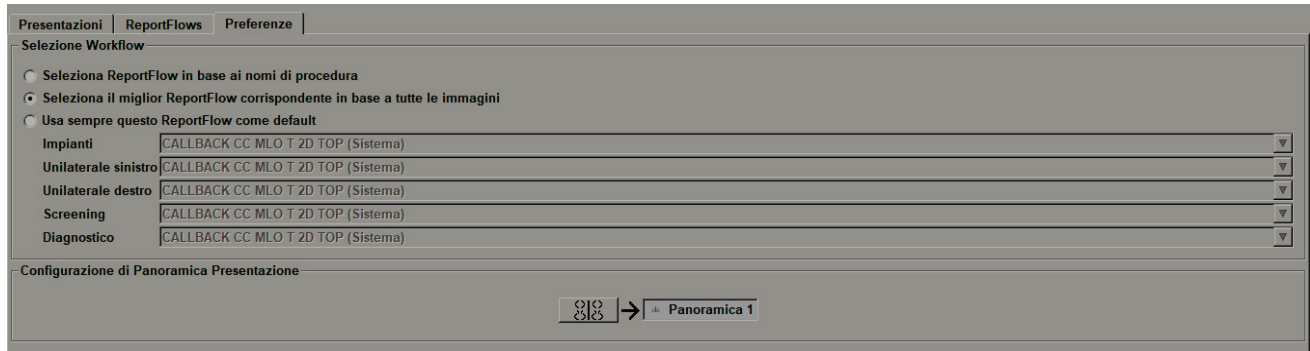 Presentazioni ReportFlows Preferenze
Selezione Workflow
Seleziona ReportFlow in base ai nomi di procedura
Seleziona il miglior ReportFlow corrispondente in base a tutte le immagini
Usa sempre questo ReportFlow come default
Impianti CALLBACK CC MLO T 2D TOP (Sistema)
Unilaterale sinistro CALLBACK CC MLO T 2D TOP (Sistema)
Unilaterale destro CALLBACK CC MLO T 2D TOP (Sistema)
Screening CALLBACK CC MLO T 2D TOP (Sistema)
Diagnostico CALLBACK CC MLO T 2D TOP (Sistema)
Configurazione di Panoramica Presentazione
Panoramica 1